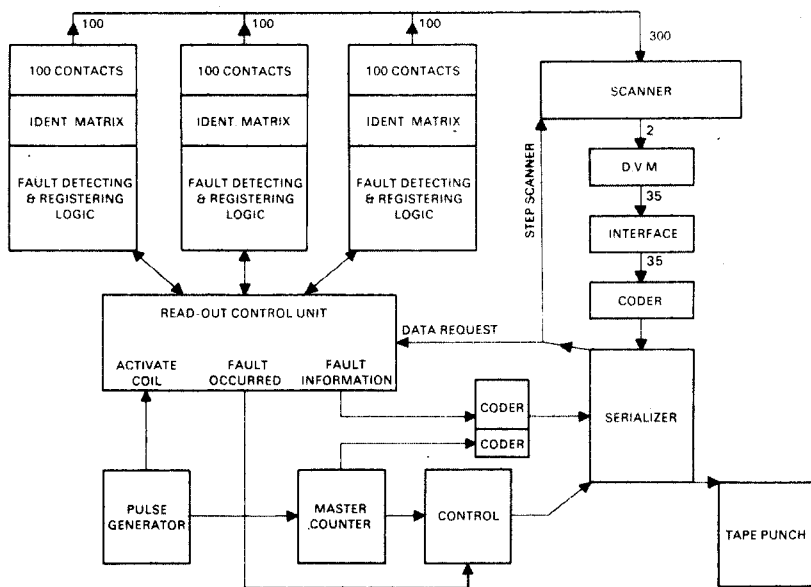 100
100
100
300
100 CONTACTS
100 CONTACTS
100 CONTACTS
SCANNER
IDENT. MATRIX
IDENT. MATRIX
IDENT. MATRIX
2
D.V.M
FAULT DETECTING
& REGISTERING
LOGIC
FAULT DETECTING
& REGISTERING
LOGIC
FAULT DETECTING
& REGISTERING
LOGIC
STEP SCANNER
35
INTERFACE
35
CODER
READ-OUT CONTROL UNIT
DATA REQUEST
ACTIVATE
COIL
FAULT
OCCURRED
FAULT
INFORMATION
CODER
CODER
SERIALIZER
PULSE
GENERATOR
MASTER
COUNTER
CONTROL
TAPE PUNCH